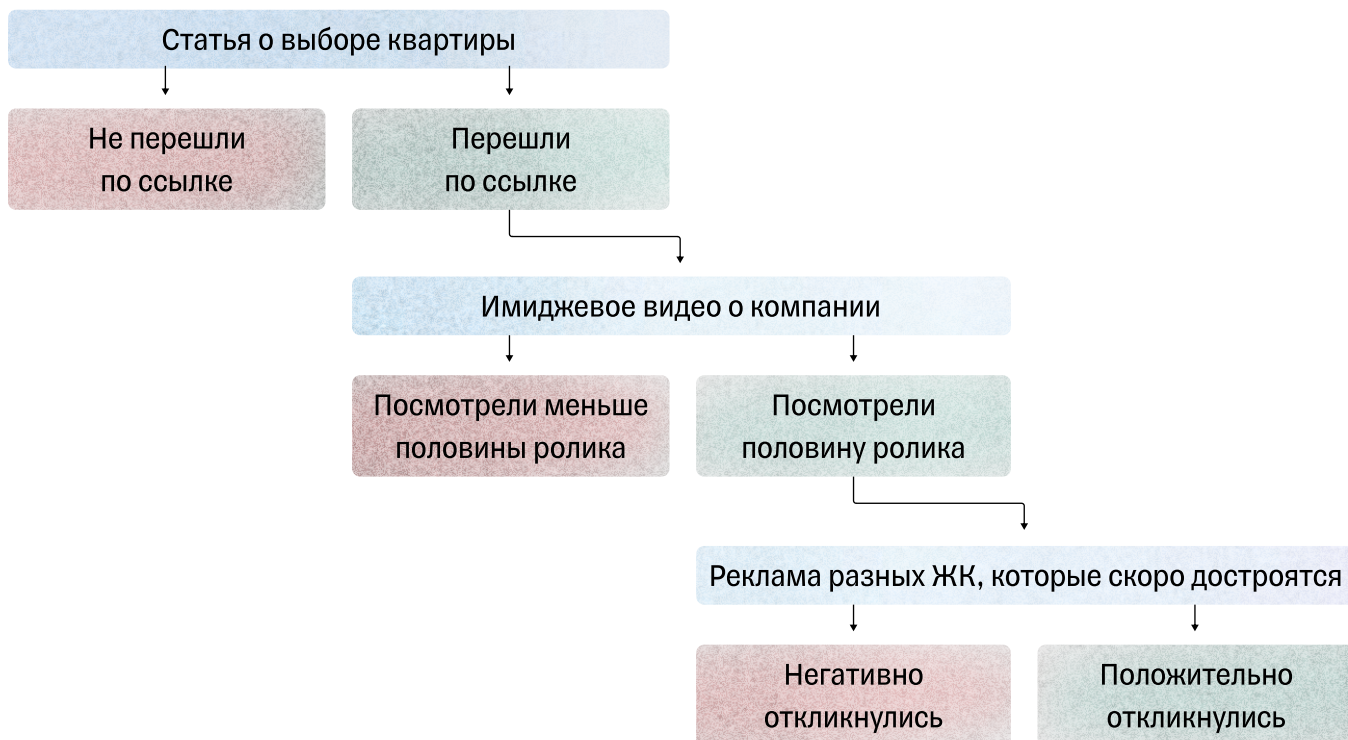 Статья о выборе квартиры
Не перешли
по ссылке
Перешли
по ссылке
Имиджевое видео о компании
Посмотрели меньше
половины ролика
Посмотрели
половину ролика
Реклама разных ЖК, которые скоро достроятся
Негативно
откликнулись
Положительно
откликнулись